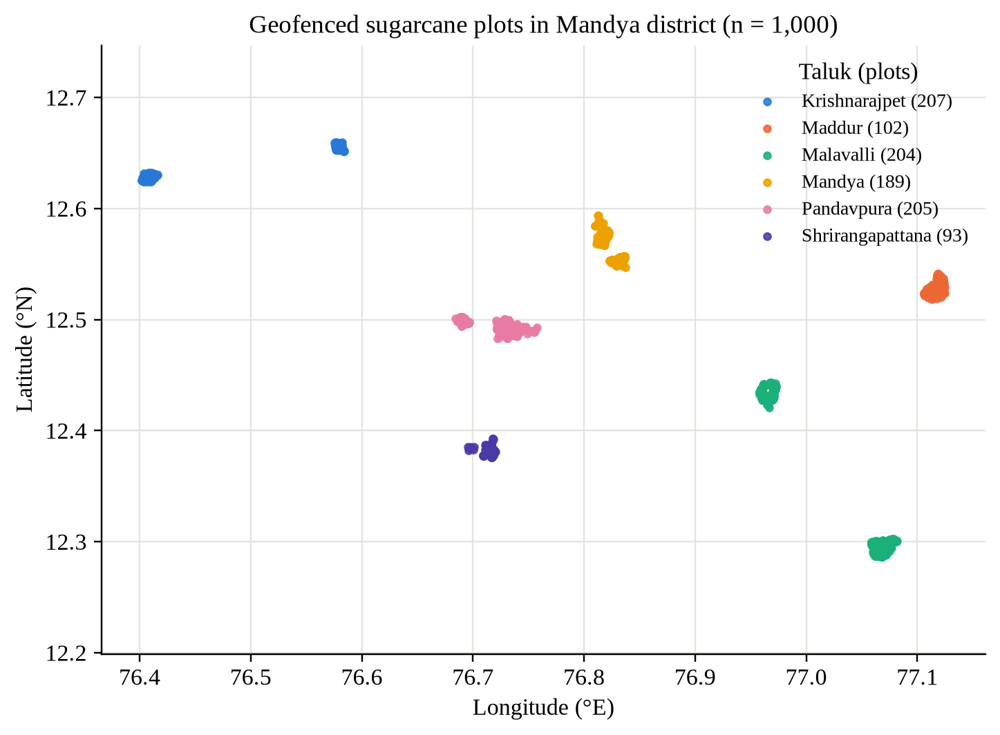 Geofenced sugarcane plots in Mandya district (n = 1,000)
Taluk (plots)
Krishnarajpet (207)
Maddur (102)
Malavalli (204)
Mandya (189)
Pandavpura (205)
Shrirangapattana (93)
Latitude (°N)
12.7
12.6
12.5
12.4
12.3
12.2
76.4 76.5 76.6 76.7 76.8 76.9 77.0 77.1
Longitude (°E)